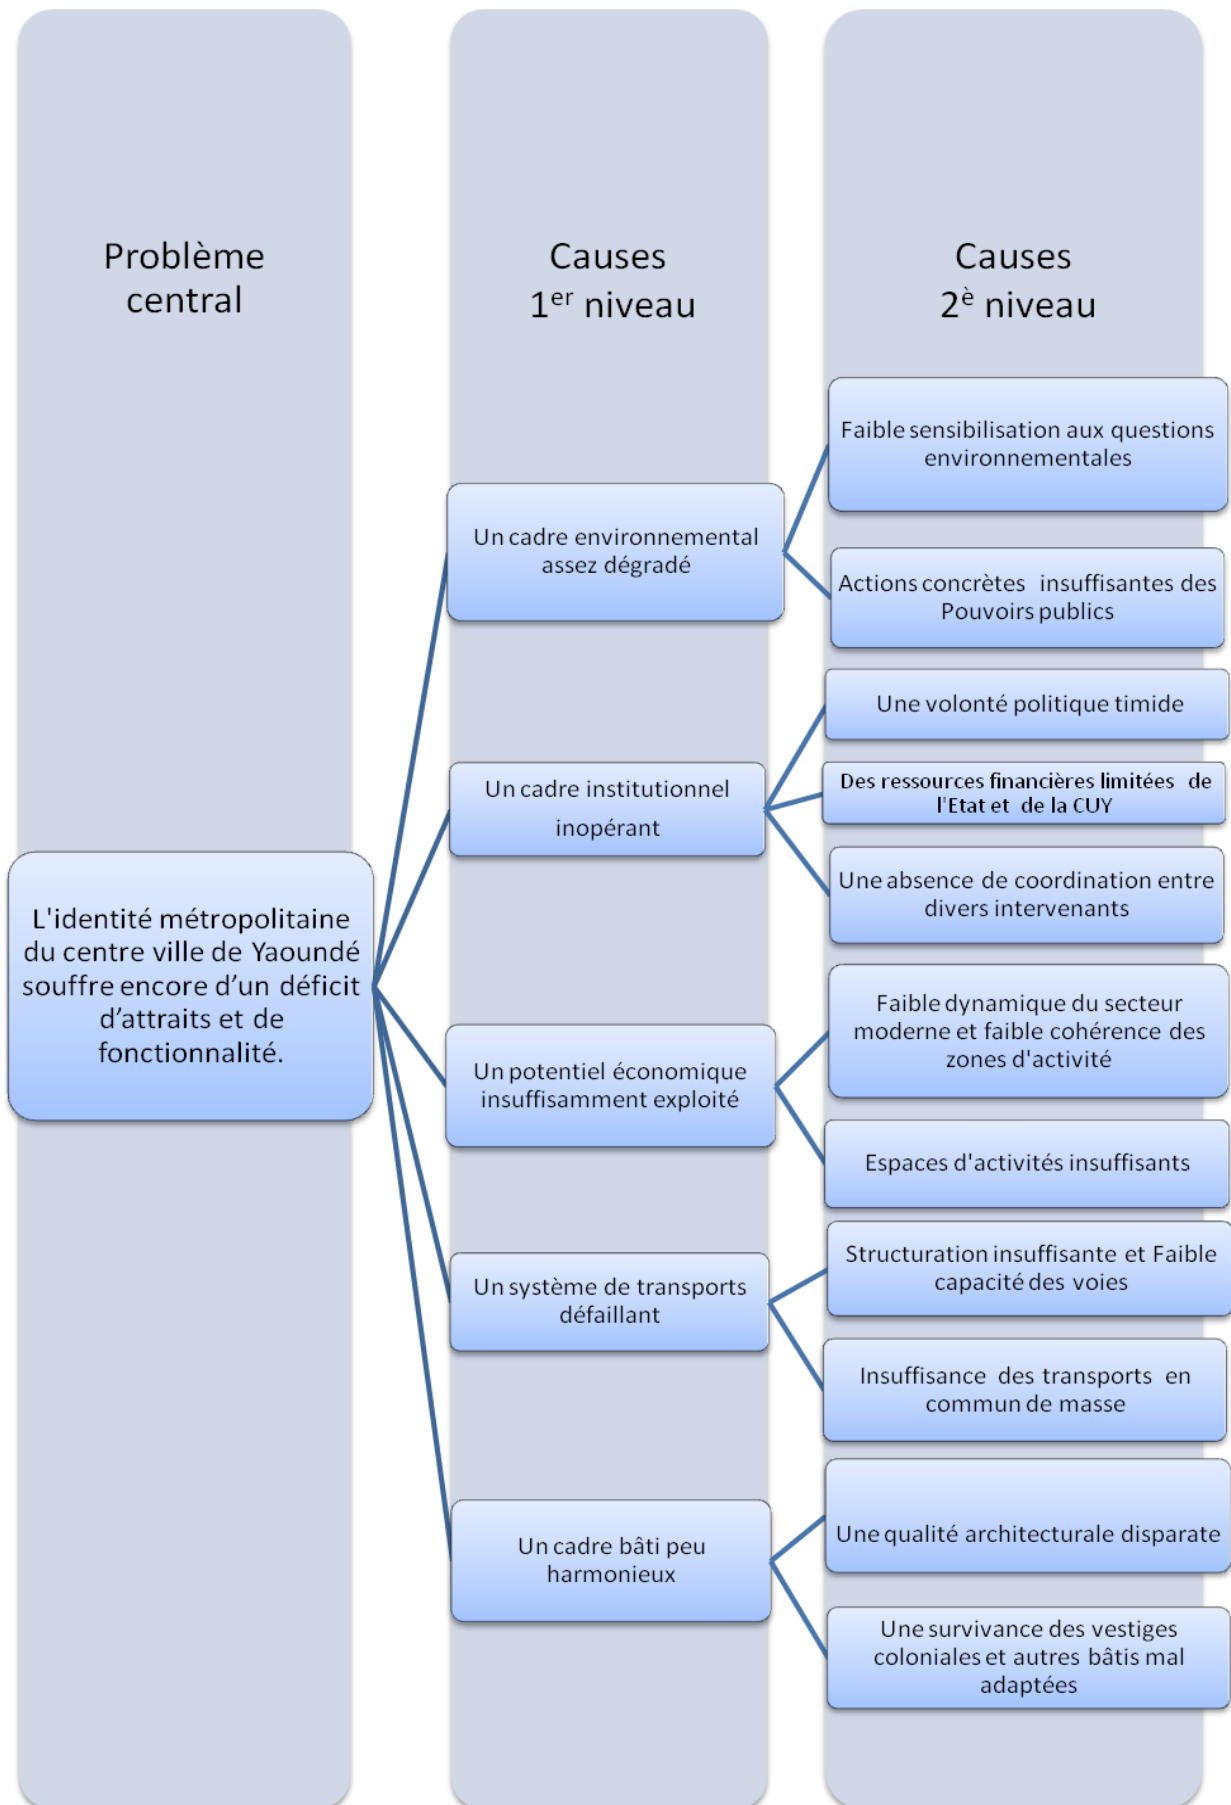 Problème
central
Causes
1er niveau
Causes
2è niveau
L'identité métropolitaine
du centre ville de Yaoundé
souffre encore d’un déficit
d’attraits et de
fonctionnalité.
Un cadre environnemental
assez dégradé
Faible sensibilisation aux questions
environnementales
Actions concrètes insuffisantes des
Pouvoirs publics
Un cadre institutionnel
inopérant
Une volonté politique timide
Des ressources financières limitées de
l'Etat et de la CUY
Une absence de coordination entre
divers intervenants
Un potentiel économique
insuffisamment exploité
Faible dynamique du secteur
moderne et faible cohérence des
zones d'activité
Espaces d'activités insuffisants
Un système de transports
défaillant
Structuration insuffisante et Faible
capacité des voies
Insuffisance des transports en
commun de masse
Un cadre bâti peu
harmonieux
Une qualité architecturale disparate
Une survivance des vestiges
coloniales et autres bâtis mal
adaptées